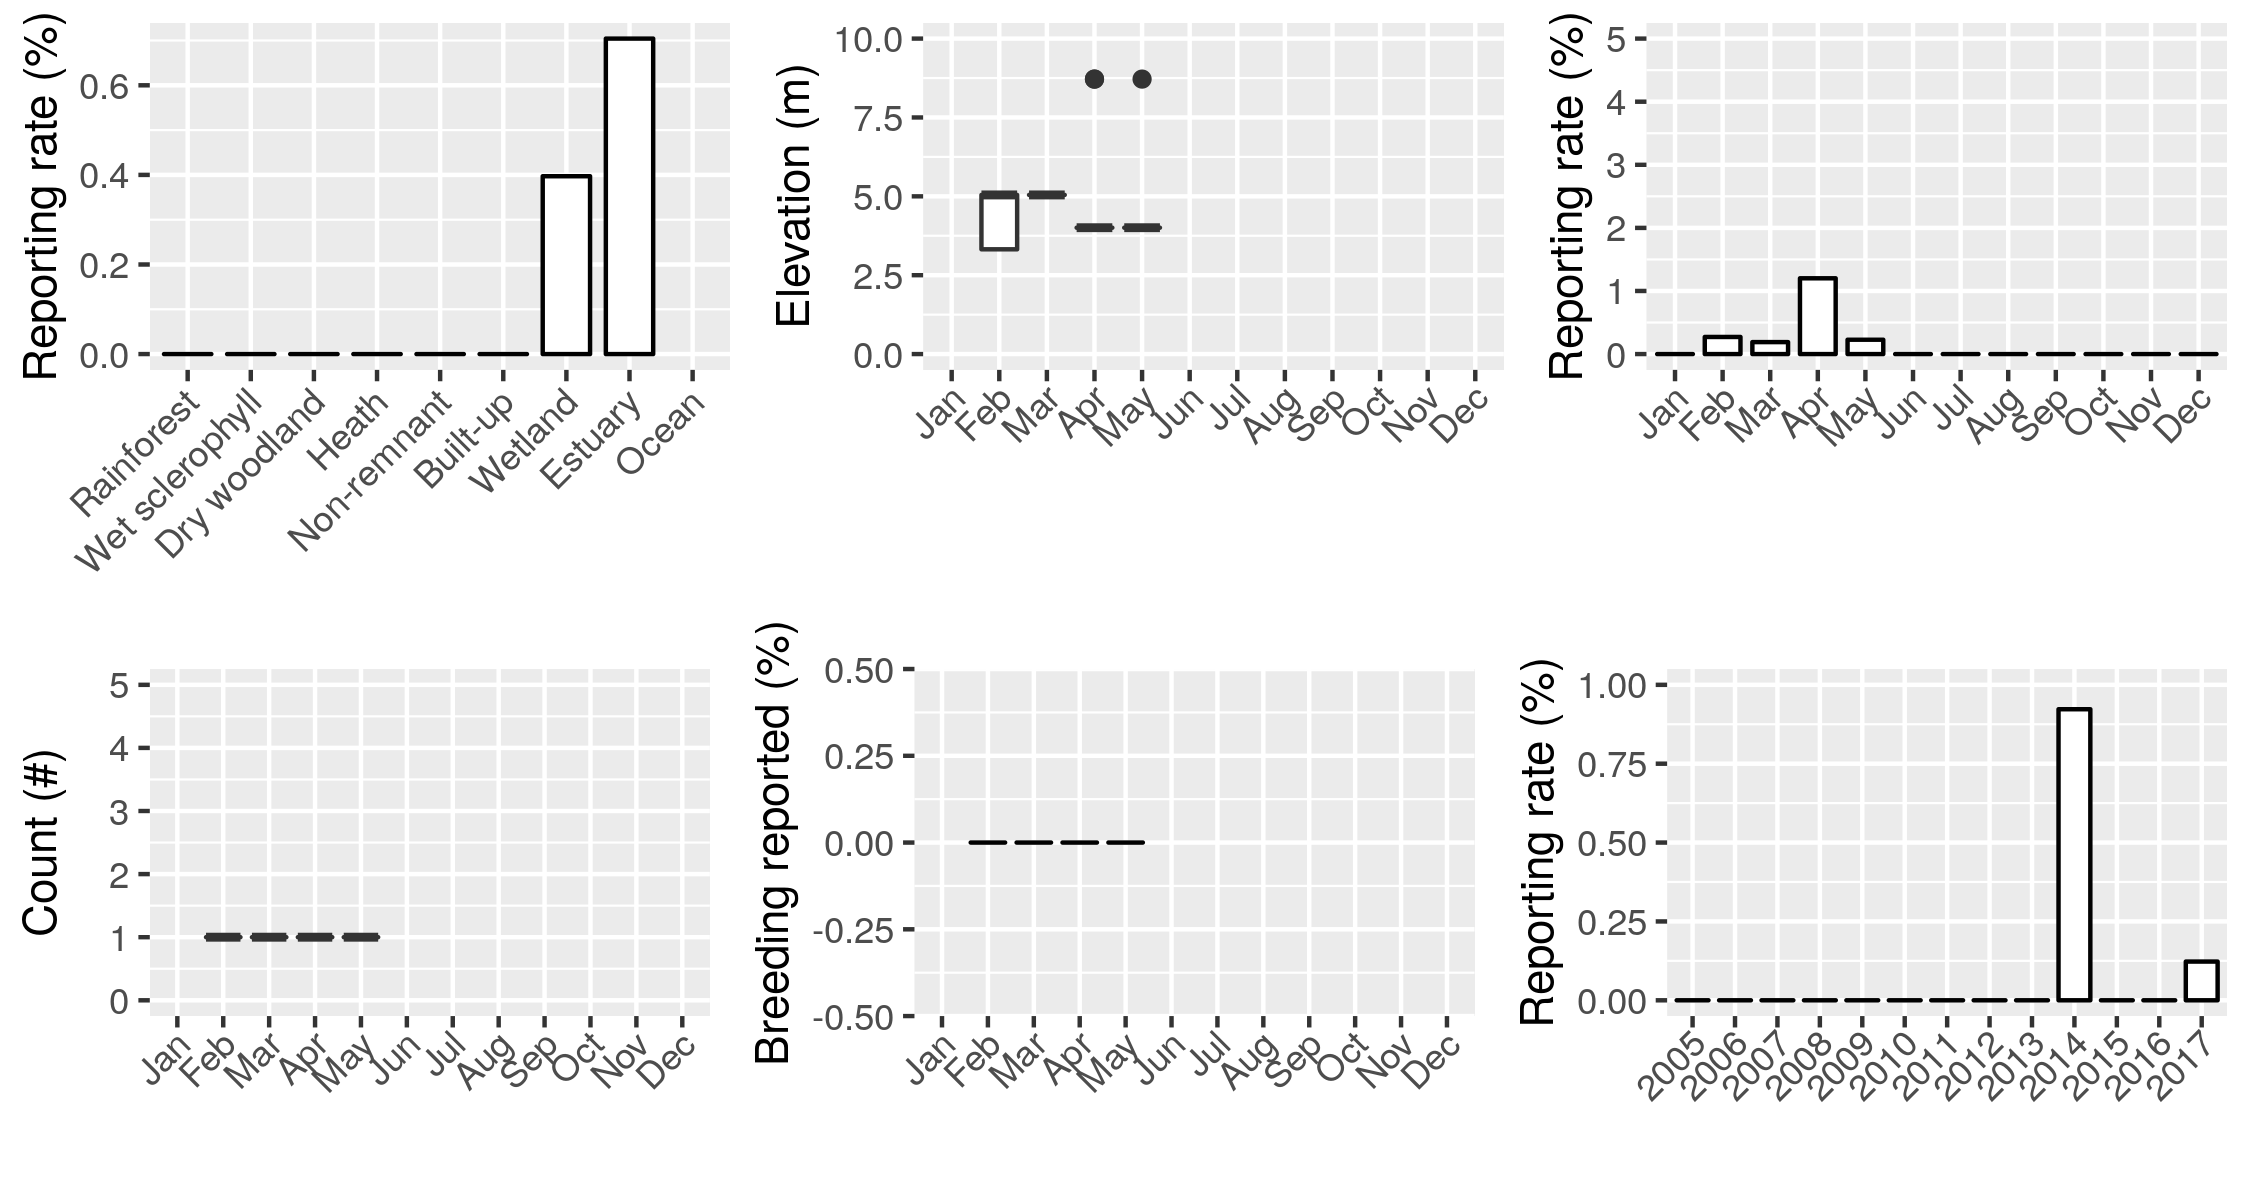 Reporting rate (%)
0.6
0.4
0.2
0.0
Rainforest
Wet sclerophyll
Dry woodland
Heath
Non-remnant
Built-up
Wetland
Estuary
Ocean
Elevation (m)
10.0
7.5
5.0
2.5
0.0
Jan
Feb
Mar
Apr
May
Jun
Jul
Aug
Sep
Oct
Nov
Dec
Reporting rate (%)
5
4
3
2
1
0
Jan
Feb
Mar
Apr
May
Jun
Jul
Aug
Sep
Oct
Nov
Dec
Count (#)
5
4
3
2
1
0
Jan
Feb
Mar
Apr
May
Jun
Jul
Aug
Sep
Oct
Nov
Dec
Breeding reported (%)
0.50
0.25
0.00
-0.25
-0.50
Jan
Feb
Mar
Apr
May
Jun
Jul
Aug
Sep
Oct
Nov
Dec
Reporting rate (%)
1.00
0.75
0.50
0.25
0.00
2005
2006
2007
2008
2009
2010
2011
2012
2013
2014
2015
2016
2017